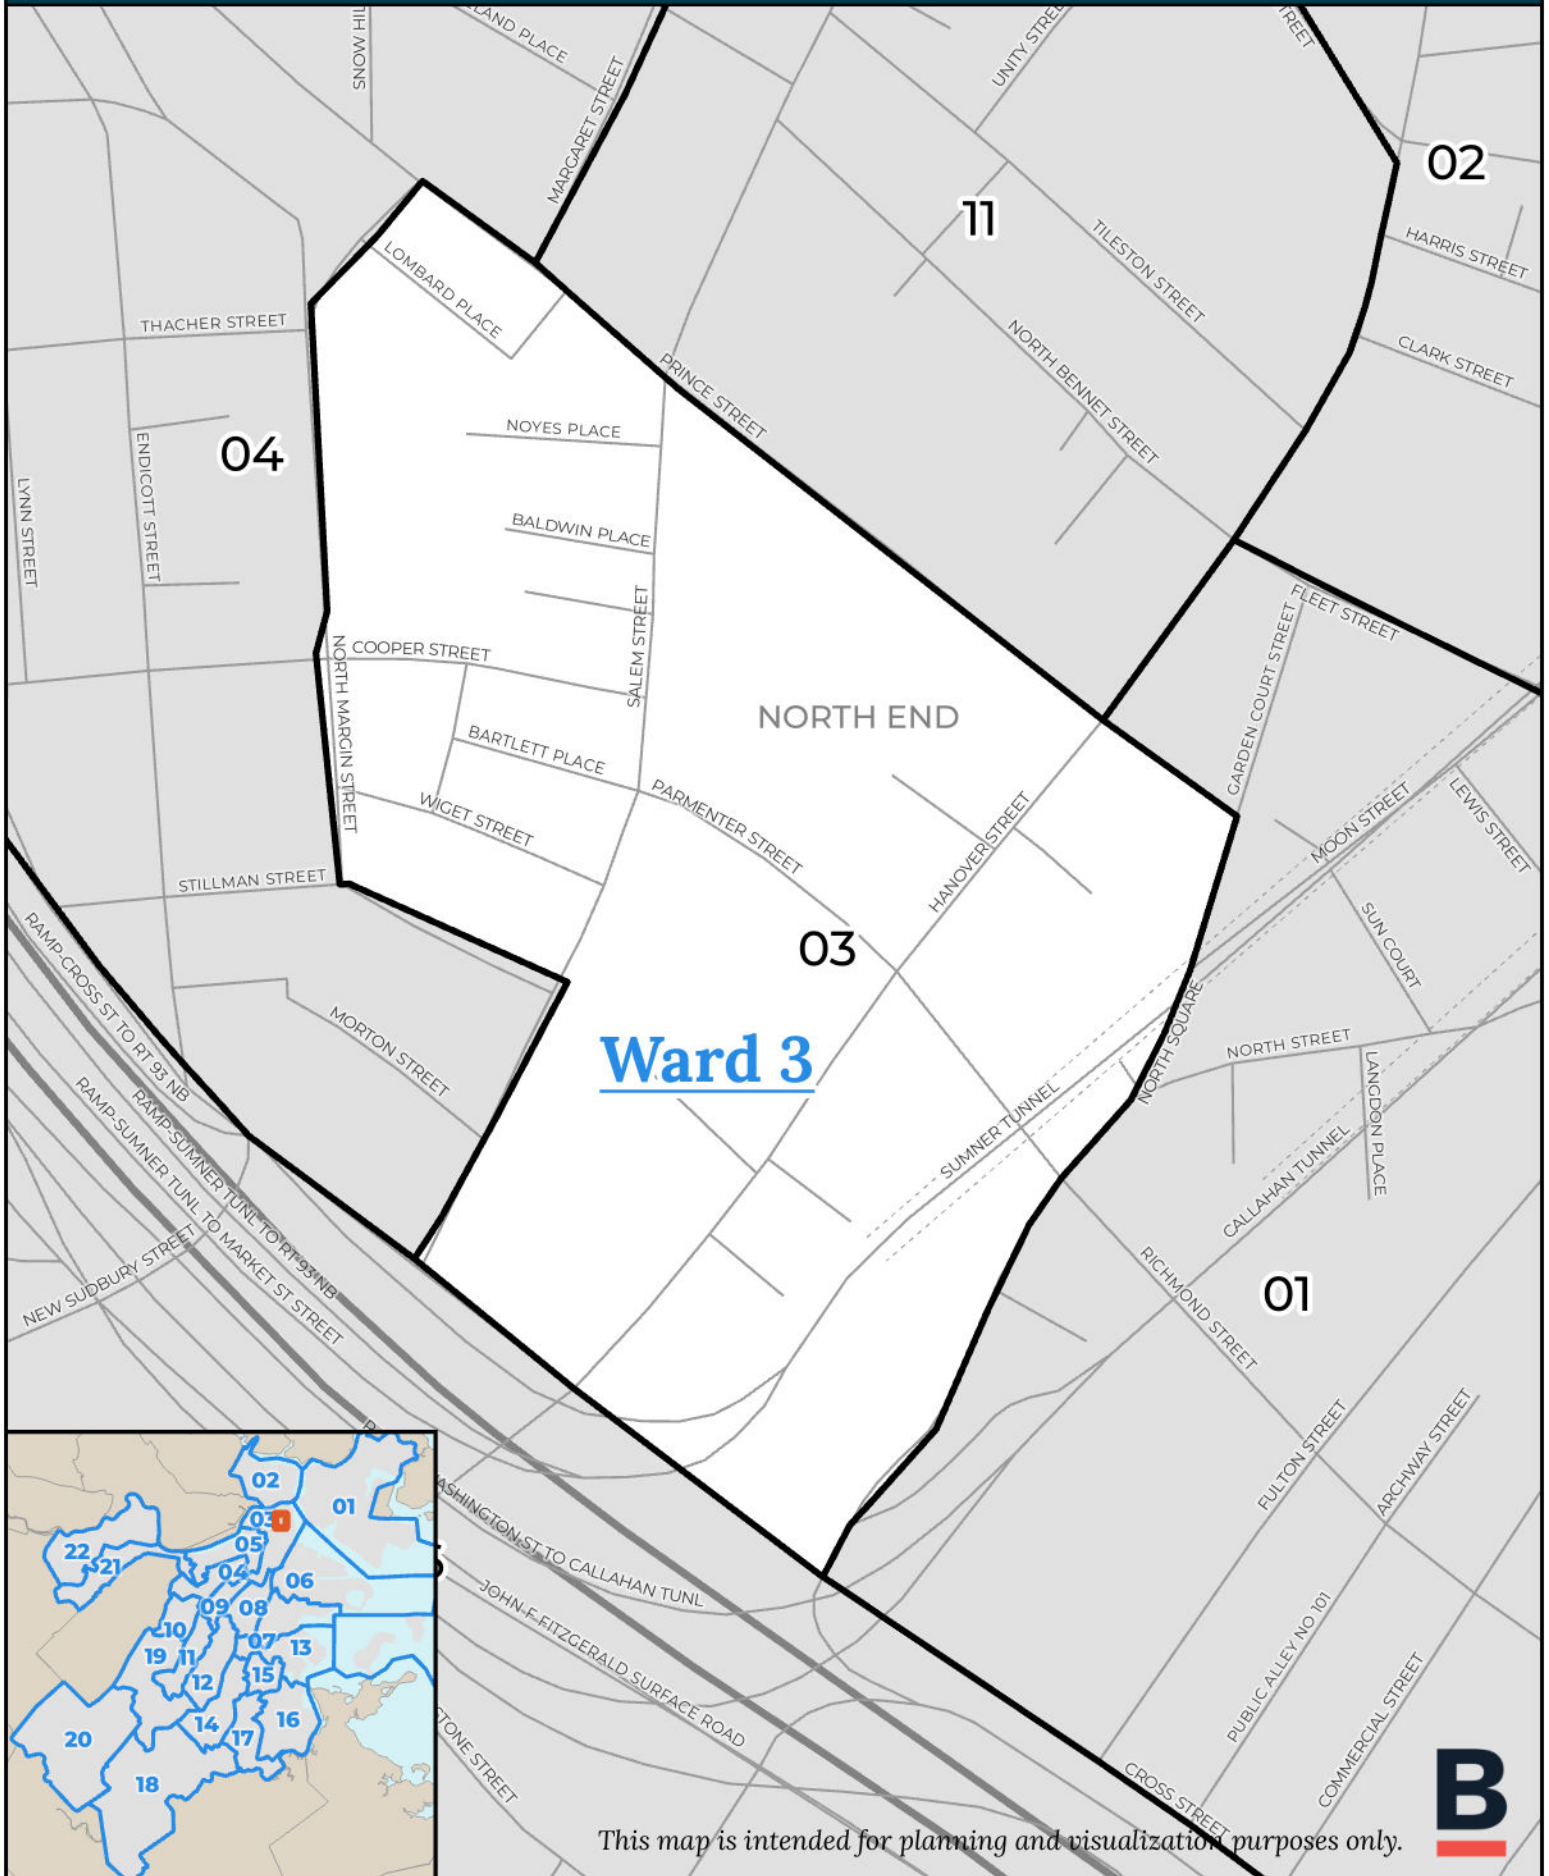 MARGARET STREET
UNITY STREET
02
11
HARRIS STREET
TILESTON STREET
LOMBARD PLACE
THACHER STREET
NORTH BENNET STREET
CLARK STREET
PRINCE STREET
NOYES PLACE
04
ENDICOTT STREET
LYNN STREET
BALDWIN PLACE
FLEET STREET
SALEM STREET
COOPER STREET
NORTH MARGIN STREET
GARDEN COURT STREET
NORTH END
BARTLETT PLACE
PARMENTER STREET
WIGET STREET
HANOVER STREET
MOON STREET
LEWIS STREET
STILLMAN STREET
03
SUN COURT
RAMP-CROSS ST TO RT 93 NB
MORTON STREET
Ward 3
NORTH SQUARE
NORTH STREET
LANGDON PLACE
SUMNER TUNNEL
CALLAHAN TUNNEL
RAMP-SUMNER TUNL TO RT 93 NB
RAMP-SUMNER TUNL TO MARKET ST STREET
NEW SUDBURY STREET
RICHMOND STREET
01
FULTON STREET
ARCHWAY STREET
WASHINGTON ST TO CALLAHAN TUNL
JOHN F FITZGERALD SURFACE ROAD
PUBLIC ALLEY NO 101
COMMERCIAL STREET
CROSS STREET
02
01
03
05
22
21
04
06
09
08
10
07
13
19
11
12
15
14
16
17
20
18
This map is intended for planning and visualization purposes only.
B